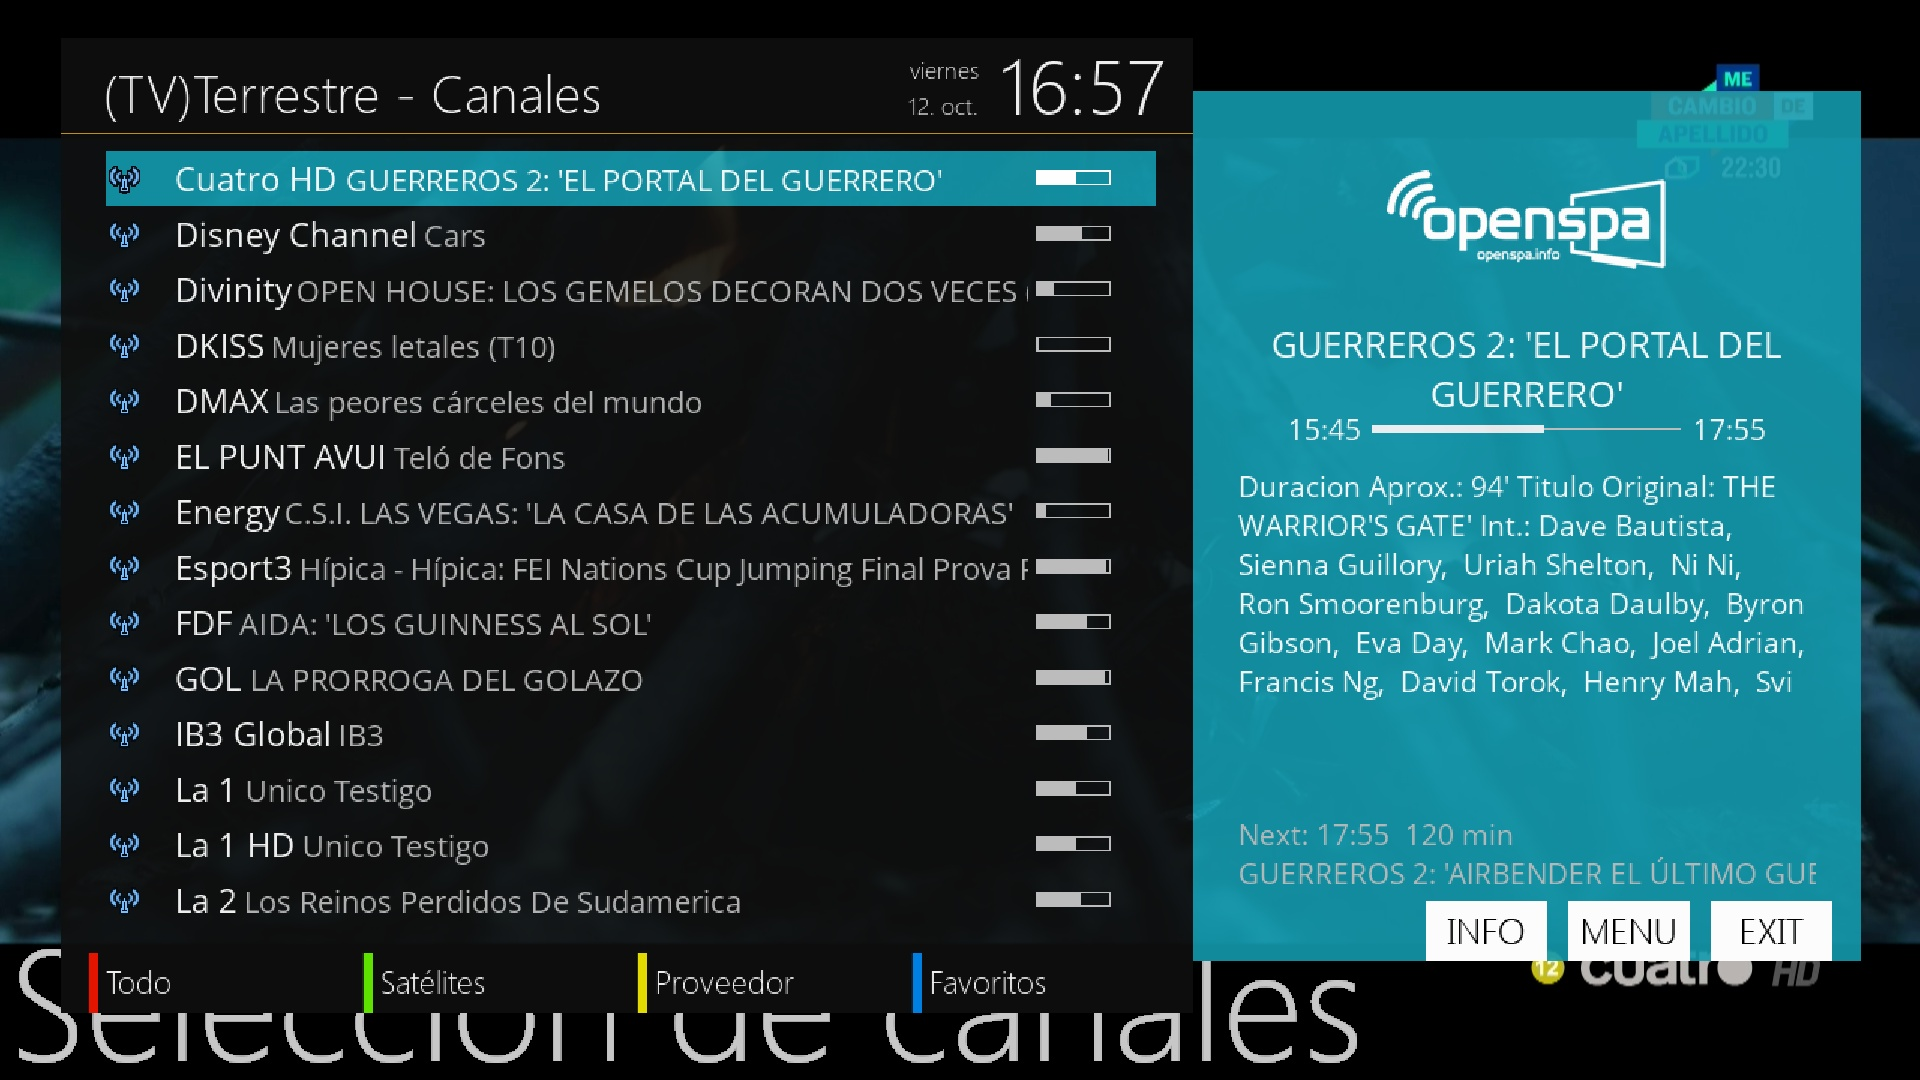 (TV)Terrestre - Canales
viernes
12. oct.
16:57
Cuatro HD GUERREROS 2: 'EL PORTAL DEL GUERRERO'
Disney Channel Cars
Divinity OPEN HOUSE: LOS GEMELOS DECORAN DOS VECES (
DKISS Mujeres letales (T10)
DMAX Las peores cárceles del mundo
EL PUNT AVUI Teló de Fons
Energy C.S.I. LAS VEGAS: 'LA CASA DE LAS ACUMULADORAS'
Esport3 Hípica - Hípica: FEI Nations Cup Jumping Final Prova
FDF AIDA: 'LOS GUINNESS AL SOL'
GOL LA PRORROGA DEL GOLAZO
IB3 Global IB3
La 1 Unico Testigo
La 1 HD Unico Testigo
La 2 Los Reinos Perdidos De Sudamerica
Todo
Satélites
Proveedor
Favoritos
Selección de canales
ME
CAMBIO DE
APELLIDO
22:30
openspa
openspa.info
GUERREROS 2: 'EL PORTAL DEL
GUERRERO'
15:45
17:55
Duracion Aprox.: 94' Titulo Original: THE
WARRIOR'S GATE' Int.: Dave Bautista,
Sienna Guillory, Uriah Shelton, Ni Ni,
Ron Smoorenburg, Dakota Daulby, Byron
Gibson, Eva Day, Mark Chao, Joel Adrian,
Francis Ng, David Torok, Henry Mah, Svi
Next: 17:55 120 min
GUERREROS 2: 'AIRBENDER EL ÚLTIMO GUE
INFO
MENU
EXIT
12
cuatro HD